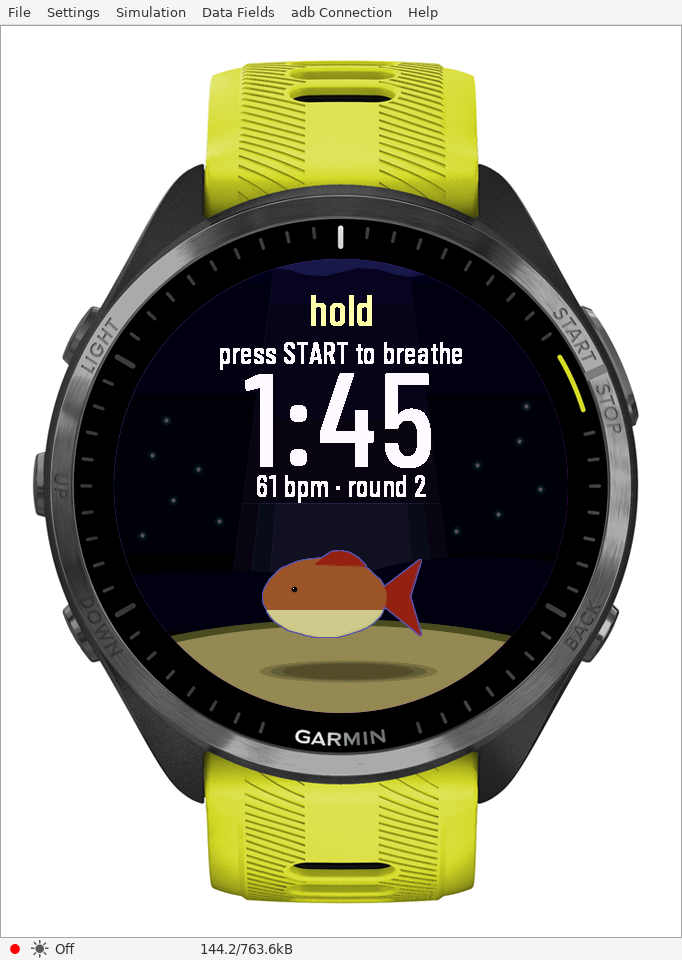 File Settings Simulation Data Fields adb Connection Help
LIGHT
START
STOP
UP
DOWN
BACK
hold
press START to breathe
1:45
61 bpm · round 2
GARMIN
Off 144.2/763.6kB